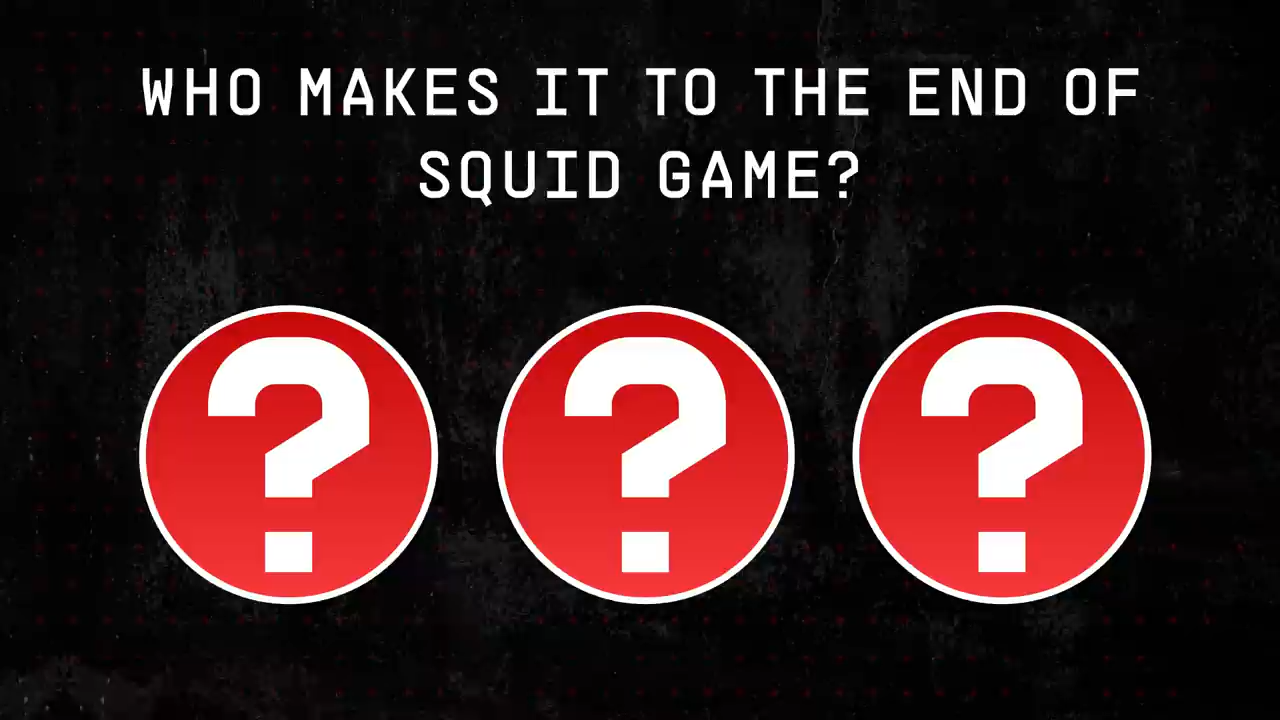 WHO MAKES IT TO THE END OF
SQUID GAME?
? ? ?